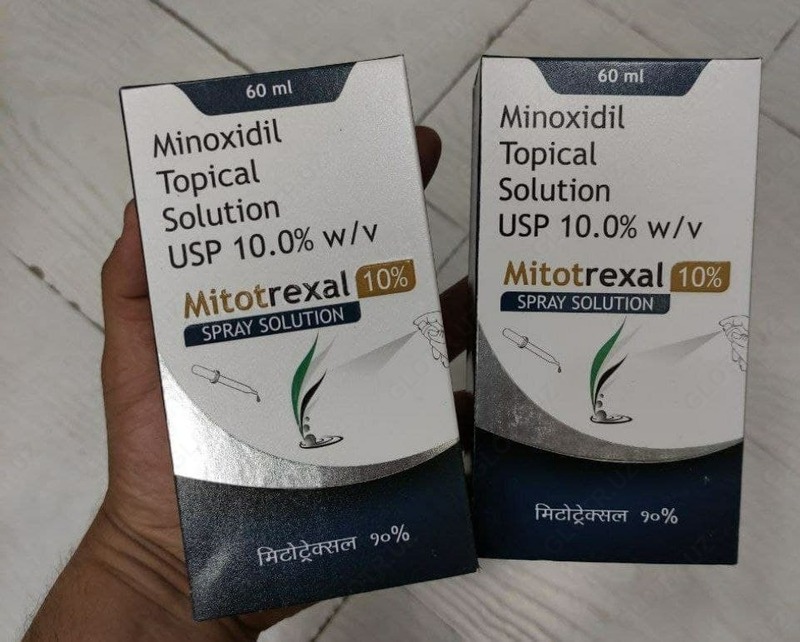 60 ml
Minoxidil
Topical
Solution
USP 10.0% w/v
Mitotrexal 10%
SPRAY SOLUTION
मिटोट्रेक्सल १०%
60 ml
Minoxidil
Topical
Solution
USP 10.0% w/v
Mitotrexal 10%
SPRAY SOLUTION
मिटोट्रेक्सल १०%